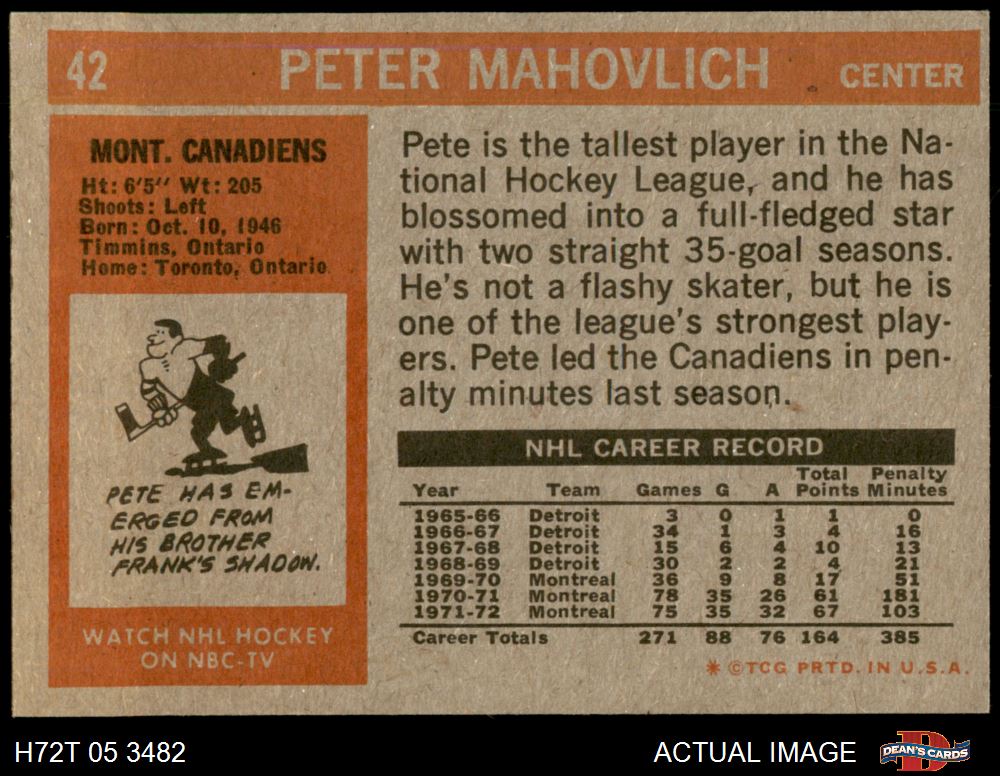 42 PETER MAHOVLICH CENTER
MONT. CANADIENS
Ht: 6'5'' Wt: 205
Shoots: Left
Born: Oct. 10, 1946
Timmins, Ontario
Home: Toronto, Ontario
PETE HAS EM-
ERGED FROM
HIS BROTHER
FRANK'S SHADOW.
WATCH NHL HOCKEY
ON NBC-TV
Pete is the tallest player in the Na-
tional Hockey League, and he has
blossomed into a full-fledged star
with two straight 35-goal seasons.
He's not a flashy skater, but he is
one of the league's strongest play-
ers. Pete led the Canadiens in pen-
alty minutes last season.
NHL CAREER RECORD
Year Team Games G A Total Points Penalty Minutes
1965-66 Detroit 3 0 1 1 0
1966-67 Detroit 34 1 3 4 16
1967-68 Detroit 15 6 4 10 13
1968-69 Detroit 30 2 2 4 21
1969-70 Montreal 36 9 8 17 51
1970-71 Montreal 78 35 26 61 181
1971-72 Montreal 75 35 32 67 103
Career Totals 271 88 76 164 385
* ©TCG PRTD. IN U.S.A.
H72T 05 3482 ACTUAL IMAGE D DEAN'S CARDS